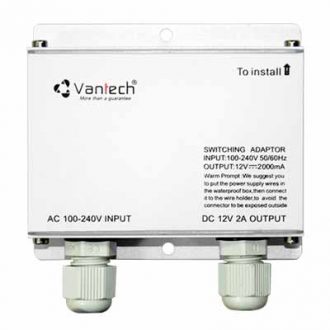 To install
Vantech®
More than a guarantee
SWITCHING ADAPTOR
INPUT:100-240V 50/60Hz
OUTPUT:12V⎓2000mA
Warm Prompt :We suggest you
to put the power supply wires in
the waterproof box,then connect
it to the wire holder.to avoid the
connector to be exposed outside
AC 100-240V INPUT
DC 12V 2A OUTPUT